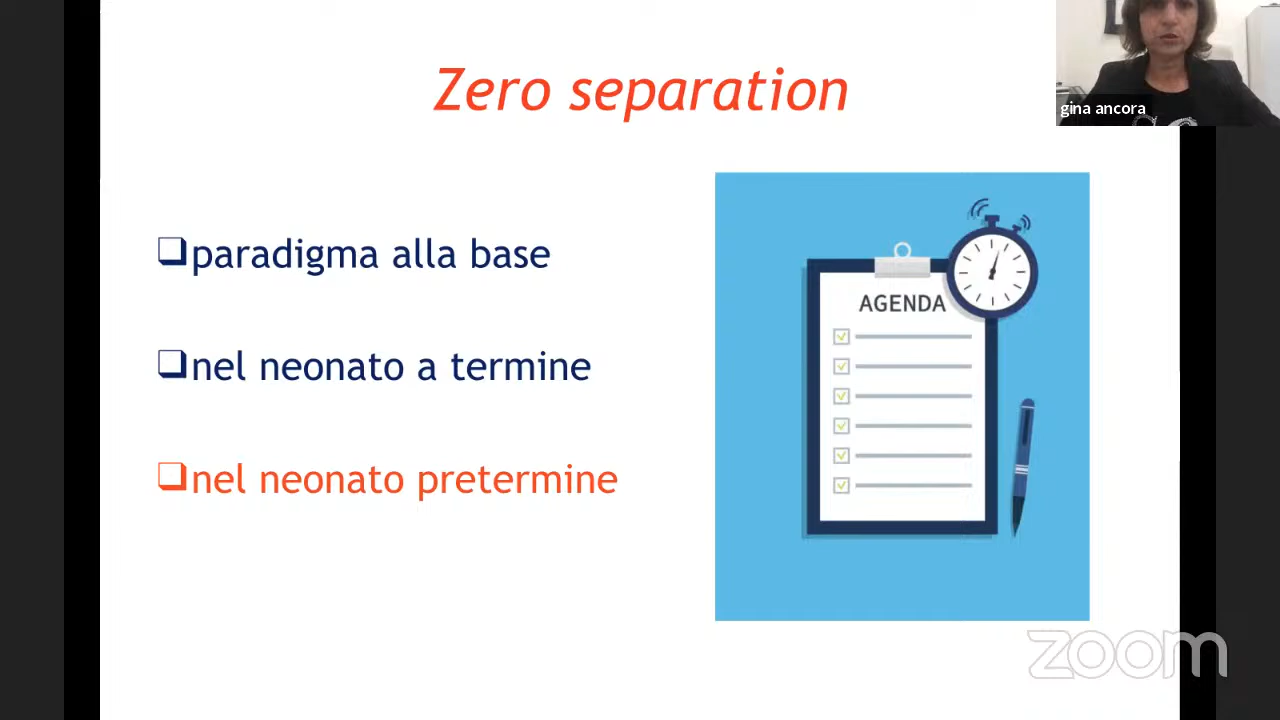 Zero separation
gina ancora
❑paradigma alla base
❑nel neonato a termine
❑nel neonato pretermine
AGENDA
zoom